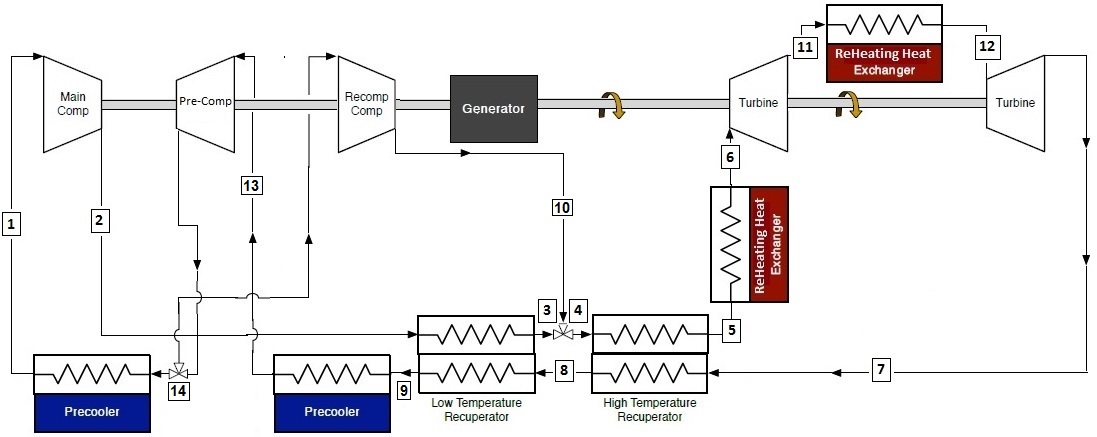 11
ReHeating Heat
Exchanger
12
Main
Comp
Pre-Comp
Recomp
Comp
Generator
Turbine
Turbine
6
13
1
2
10
ReHeating Heat
Exchanger
3
4
5
14
9
8
7
Precooler
Precooler
Low Temperature
Recuperator
High Temperature
Recuperator